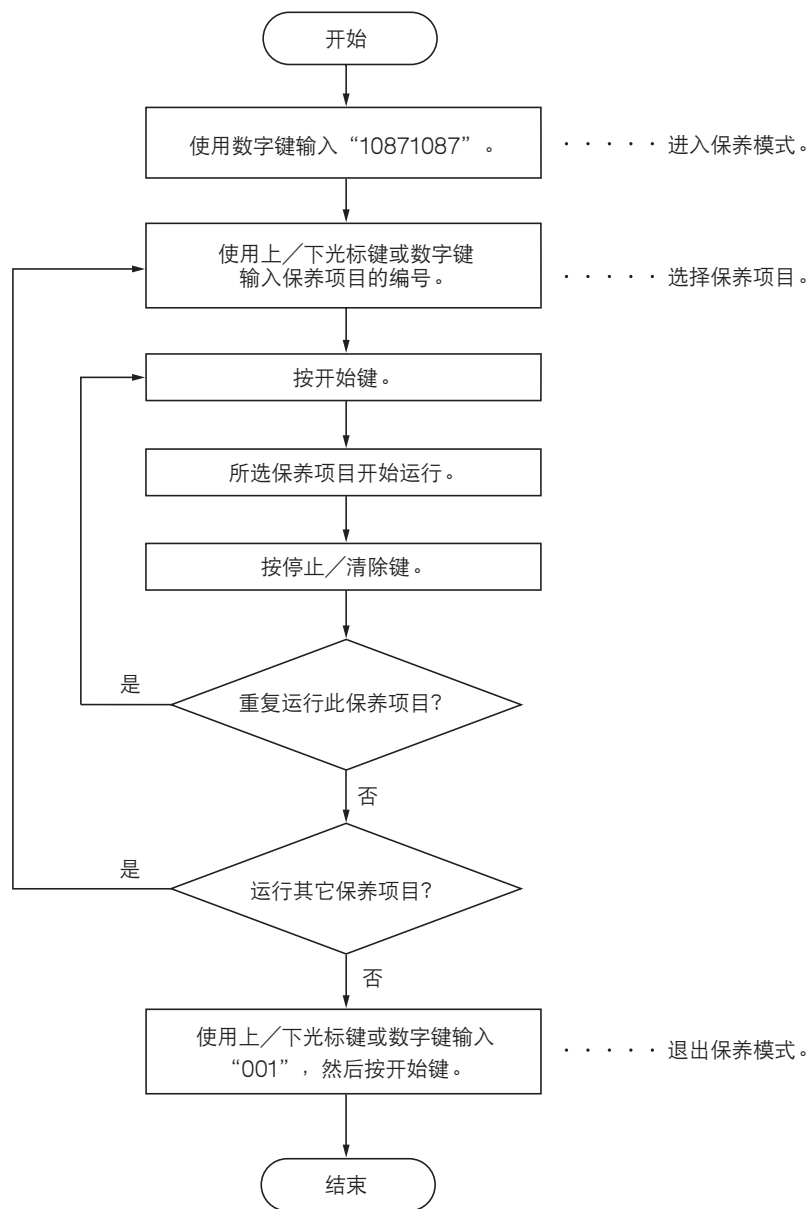 开始
使用数字键输入“10871087”。
· · · · · 进入保养模式。
使用上／下光标键或数字键
输入保养项目的编号。
· · · · · 选择保养项目。
按开始键。
所选保养项目开始运行。
按停止／清除键。
是
重复运行此保养项目?
否
是
运行其它保养项目?
否
使用上／下光标键或数字键输入
“001”，然后按开始键。
· · · · · 退出保养模式。
结束